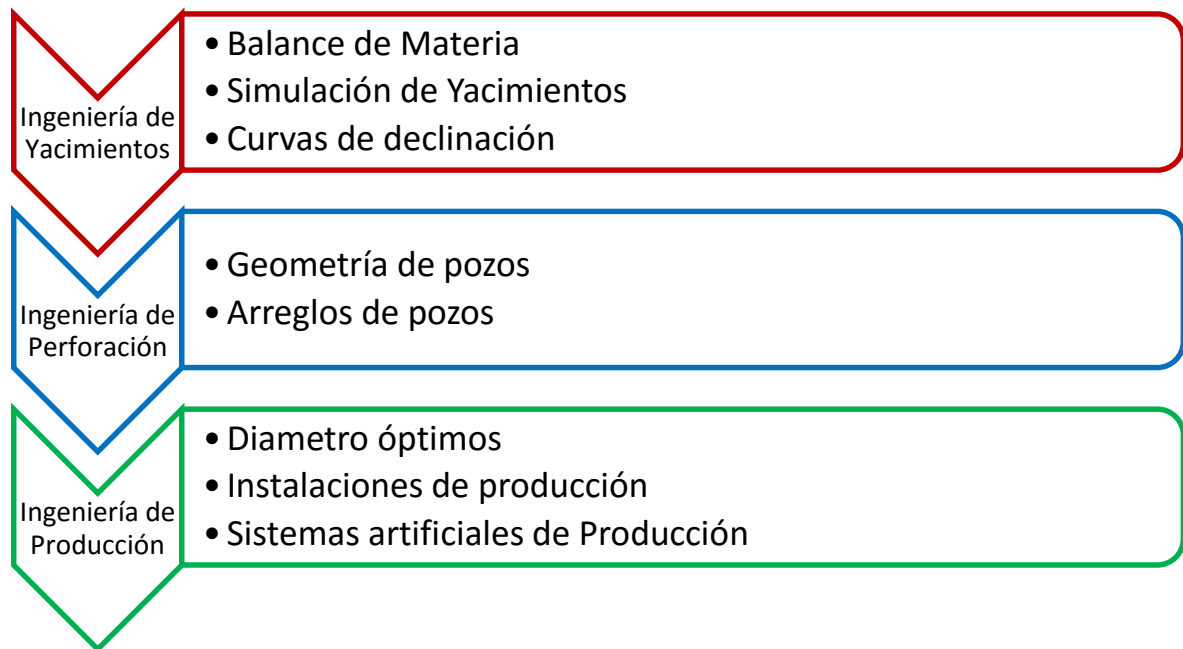 Ingeniería de
Yacimientos
• Balance de Materia
• Simulación de Yacimientos
• Curvas de declinación
Ingeniería de
Perforación
• Geometría de pozos
• Arreglos de pozos
Ingeniería de
Producción
• Diametro óptimos
• Instalaciones de producción
• Sistemas artificiales de Producción